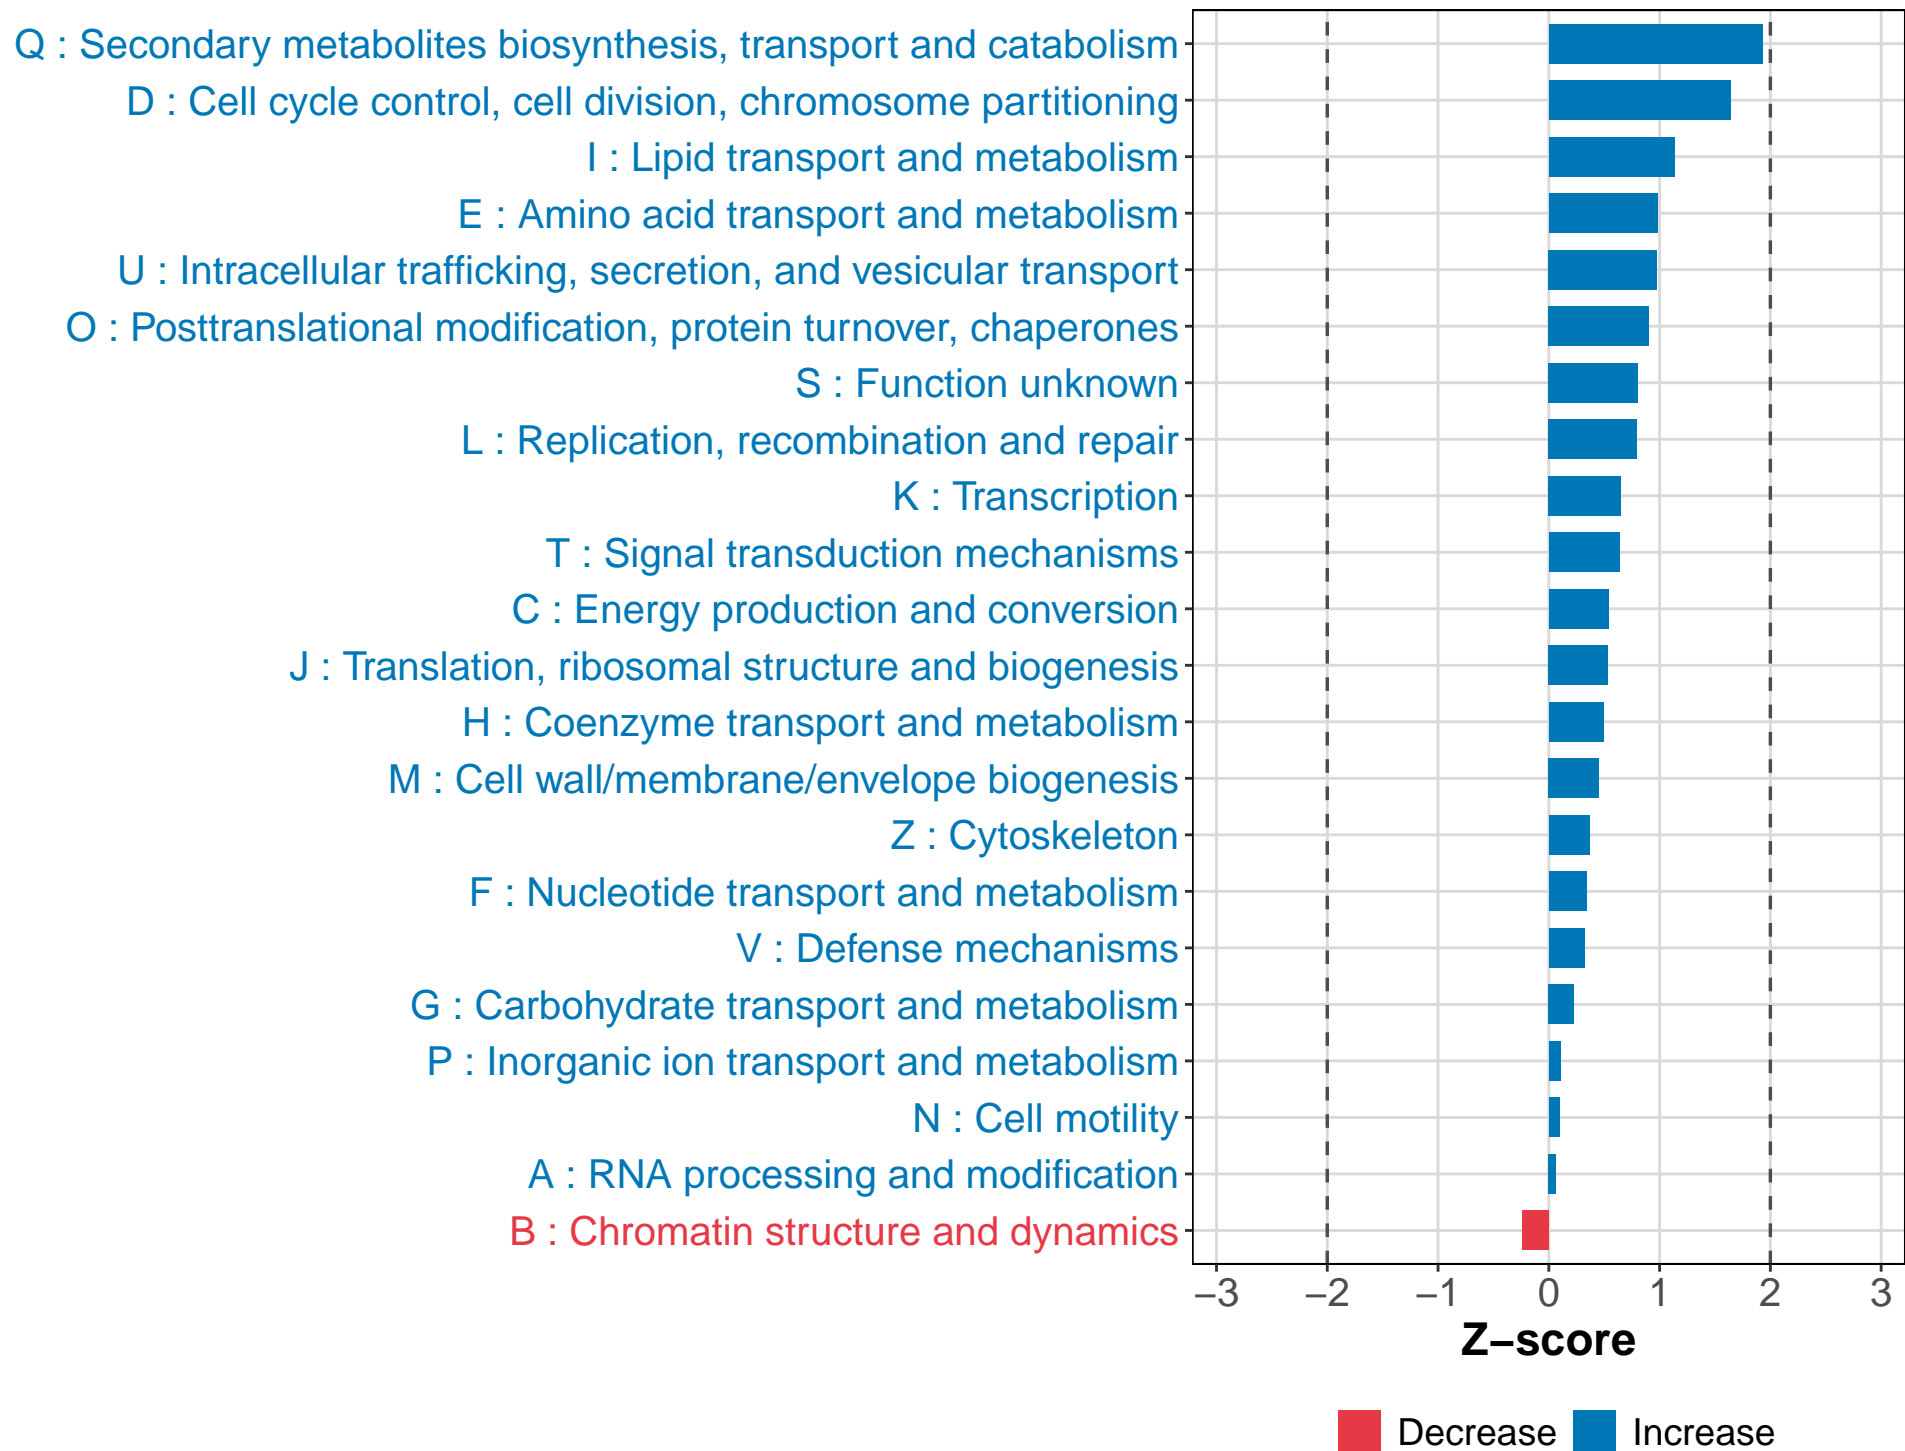 Q : Secondary metabolites biosynthesis, transport and catabolism
D : Cell cycle control, cell division, chromosome partitioning
I : Lipid transport and metabolism
E : Amino acid transport and metabolism
U : Intracellular trafficking, secretion, and vesicular transport
O : Posttranslational modification, protein turnover, chaperones
S : Function unknown
L : Replication, recombination and repair
K : Transcription
T : Signal transduction mechanisms
C : Energy production and conversion
J : Translation, ribosomal structure and biogenesis
H : Coenzyme transport and metabolism
M : Cell wall/membrane/envelope biogenesis
Z : Cytoskeleton
F : Nucleotide transport and metabolism
V : Defense mechanisms
G : Carbohydrate transport and metabolism
P : Inorganic ion transport and metabolism
N : Cell motility
A : RNA processing and modification
B : Chromatin structure and dynamics
−3 −2 −1 0 1 2 3
Z−score
Decrease Increase